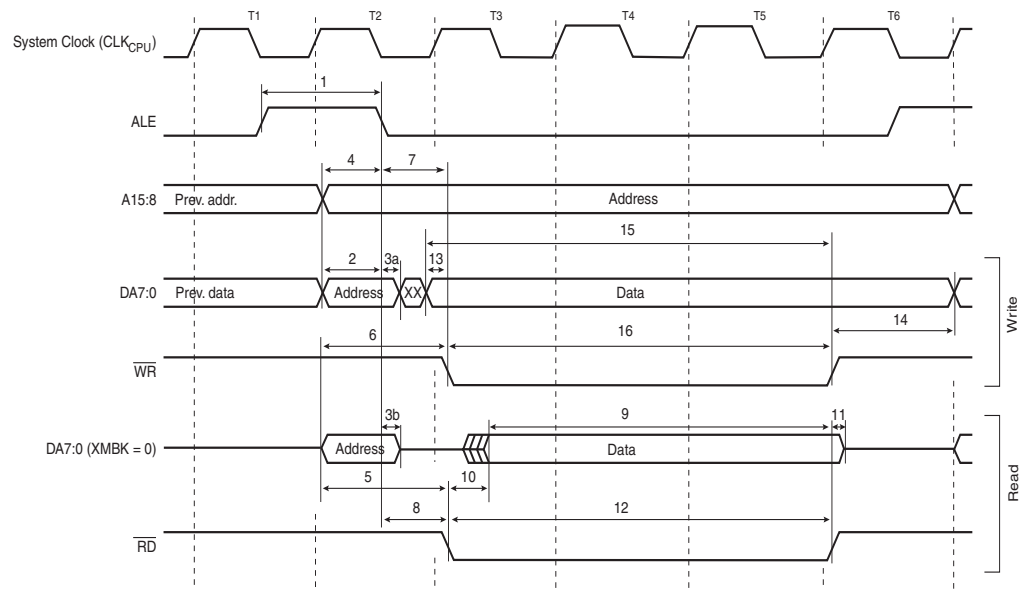 T1 T2 T3 T4 T5 T6
System Clock (CLKCPU)
1
ALE
4 7
A15:8 Prev. addr. Address
15
2 3a 13
DA7:0 Prev. data Address XX Data
14
6 16
WR
Write
3b 9 11
DA7:0 (XMBK = 0) Address Data
5 10
8 12
RD
Read